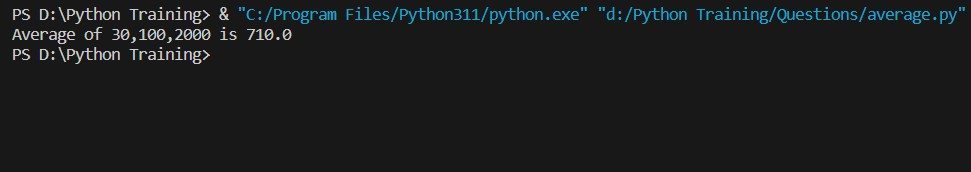 PS D:\Python Training> & "C:/Program Files/Python311/python.exe" "d:/Python Training/Questions/average.py"
Average of 30,100,2000 is 710.0
PS D:\Python Training>